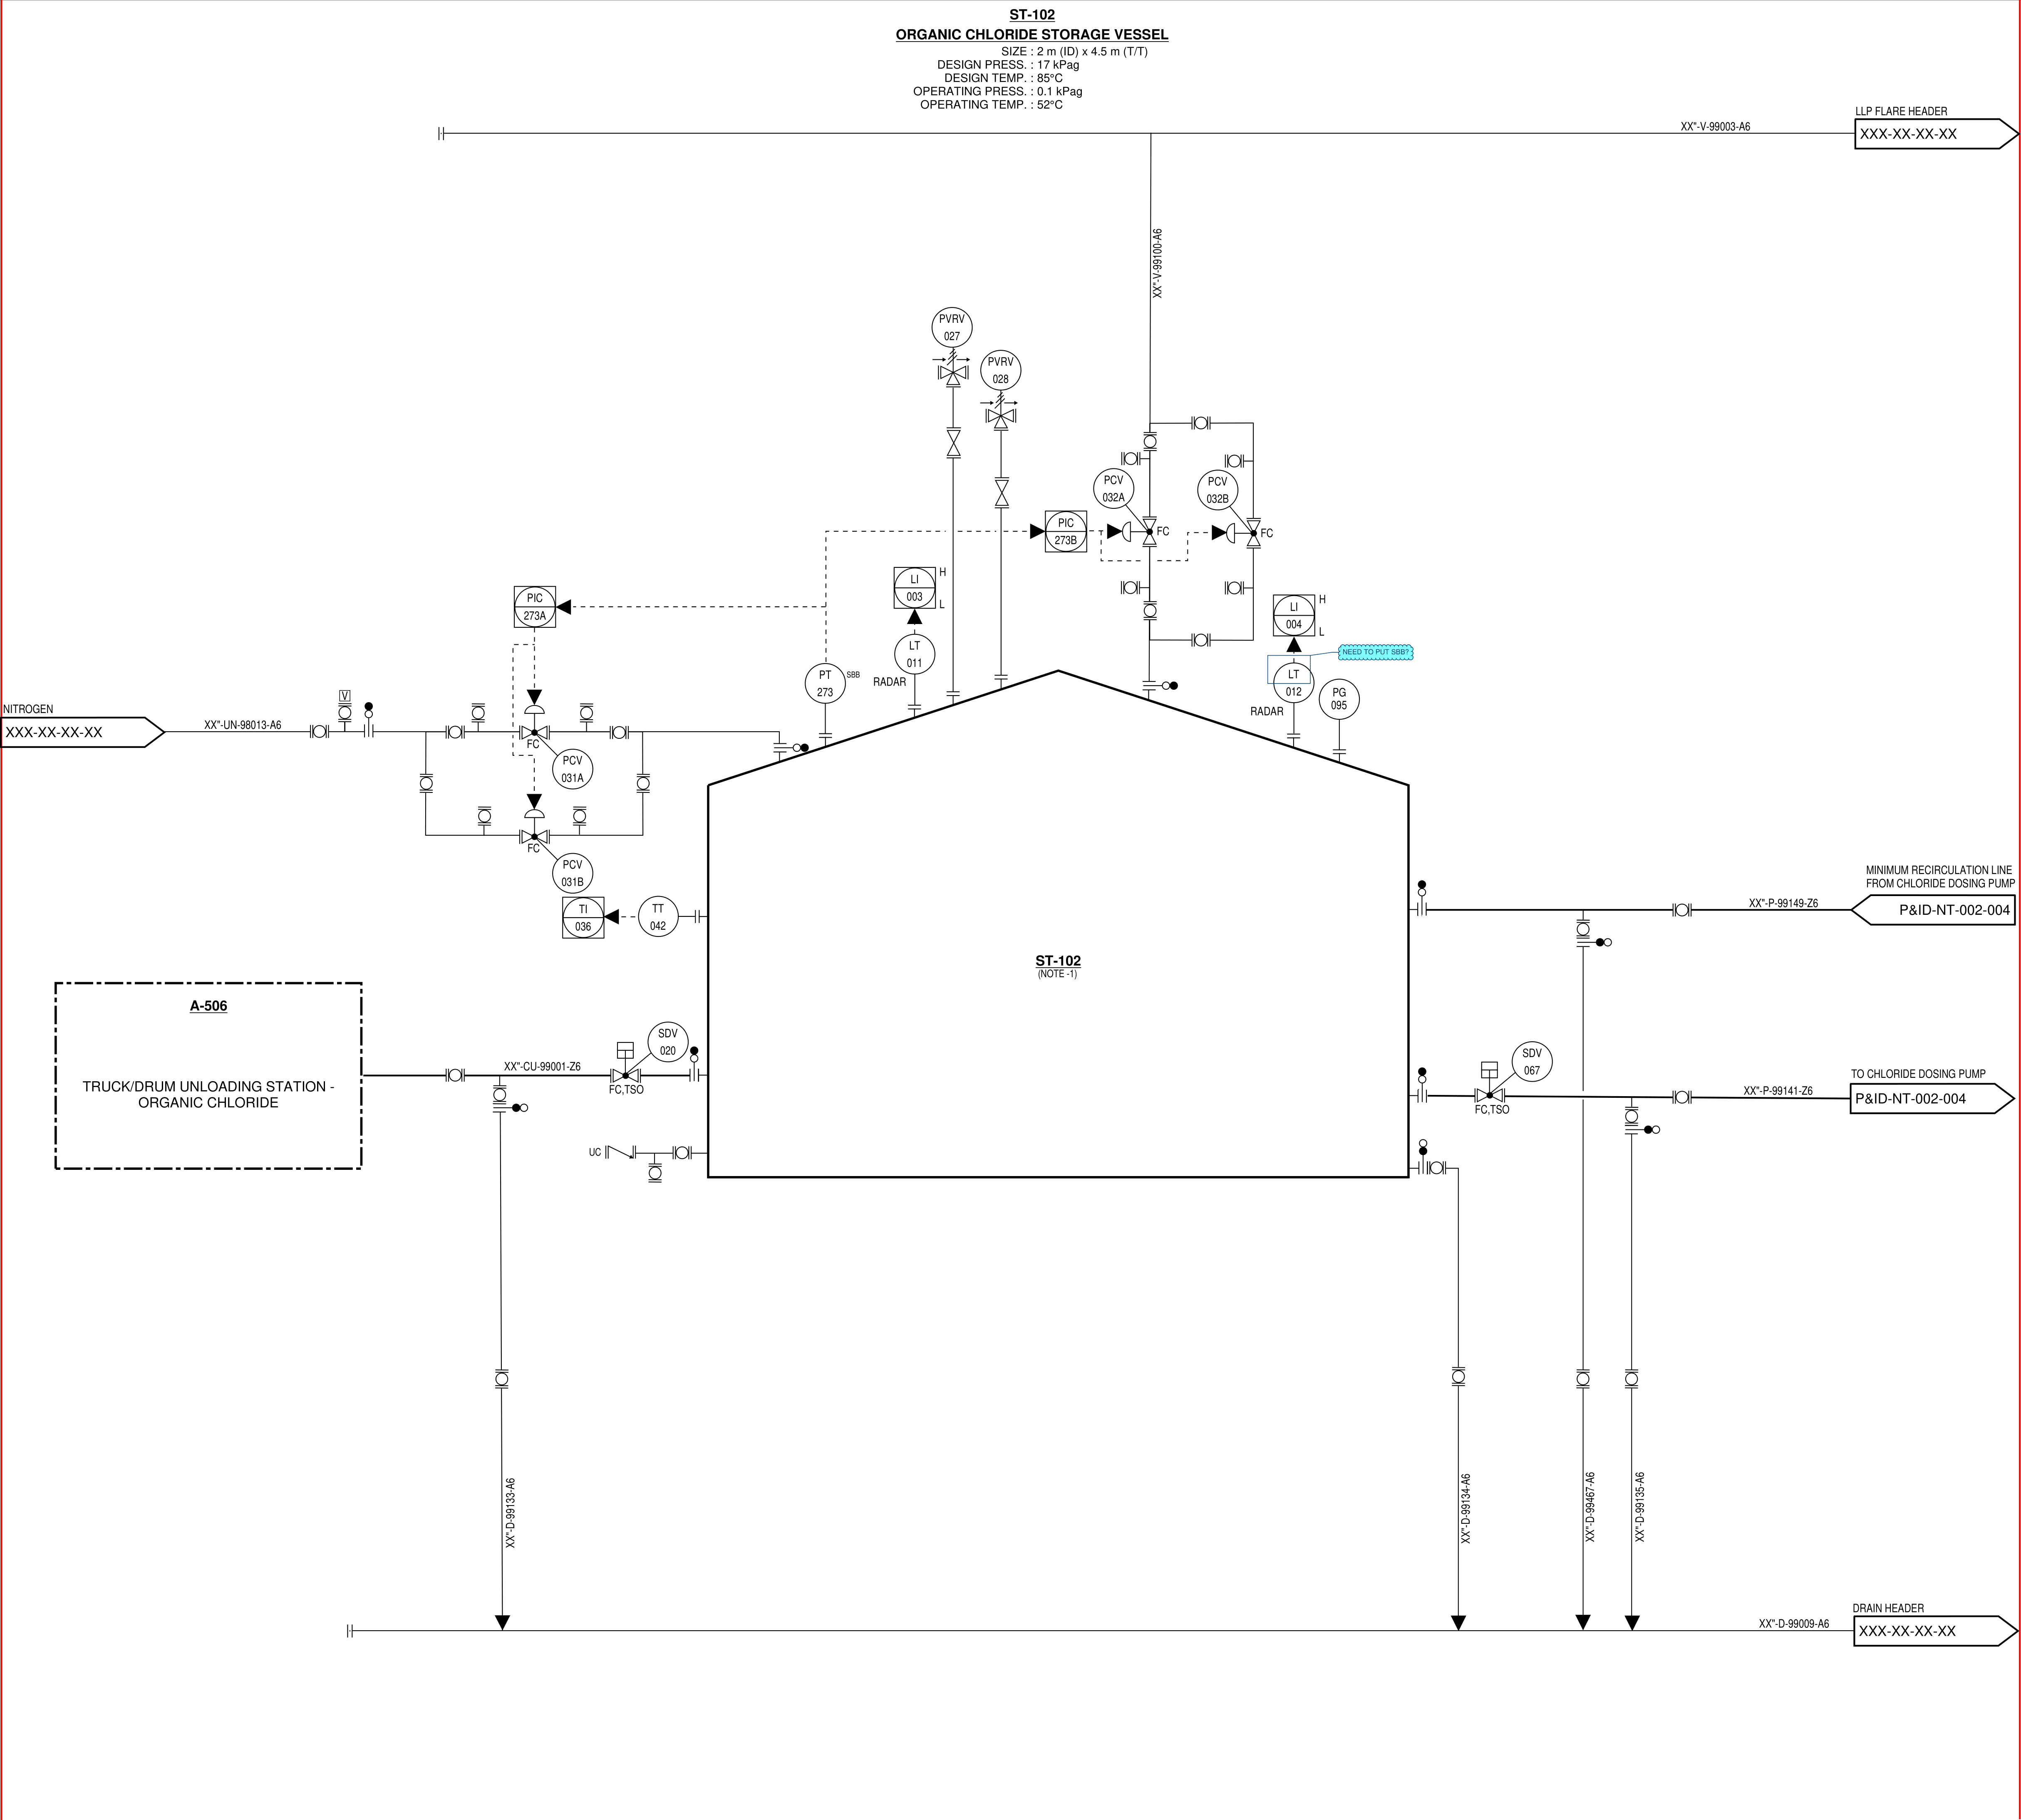 ST-102
ORGANIC CHLORIDE STORAGE VESSEL
SIZE : 2 m (ID) x 4.5 m (T/T)
DESIGN PRESS. : 17 kPag
DESIGN TEMP. : 85°C
OPERATING PRESS. : 0.1 kPag
OPERATING TEMP. : 52°C
LLP FLARE HEADER
XX"-V-99003-A6
XXX-XX-XX-XX
XX"-V-99100-A6
PVRV
027
PVRV
028
PCV
032A
PCV
032B
PIC
273B
FC
FC
PIC
273A
LI
003
H
L
LI
004
H
L
LT
011
RADAR
PT
273
SBB
NEED TO PUT SBB?
LT
012
RADAR
PG
095
NITROGEN
XXX-XX-XX-XX
XX"-UN-98013-A6
V
FC
PCV
031A
FC
PCV
031B
TI
036
TT
042
MINIMUM RECIRCULATION LINE
FROM CHLORIDE DOSING PUMP
XX"-P-99149-Z6
P&ID-NT-002-004
ST-102
(NOTE -1)
A-506
TRUCK/DRUM UNLOADING STATION -
ORGANIC CHLORIDE
XX"-CU-99001-Z6
SDV
020
FC,TSO
SDV
067
FC,TSO
TO CHLORIDE DOSING PUMP
XX"-P-99141-Z6
P&ID-NT-002-004
UC
XX"-D-99133-A6
XX"-D-99134-A6
XX"-D-99467-A6
XX"-D-99135-A6
DRAIN HEADER
XX"-D-99009-A6
XXX-XX-XX-XX